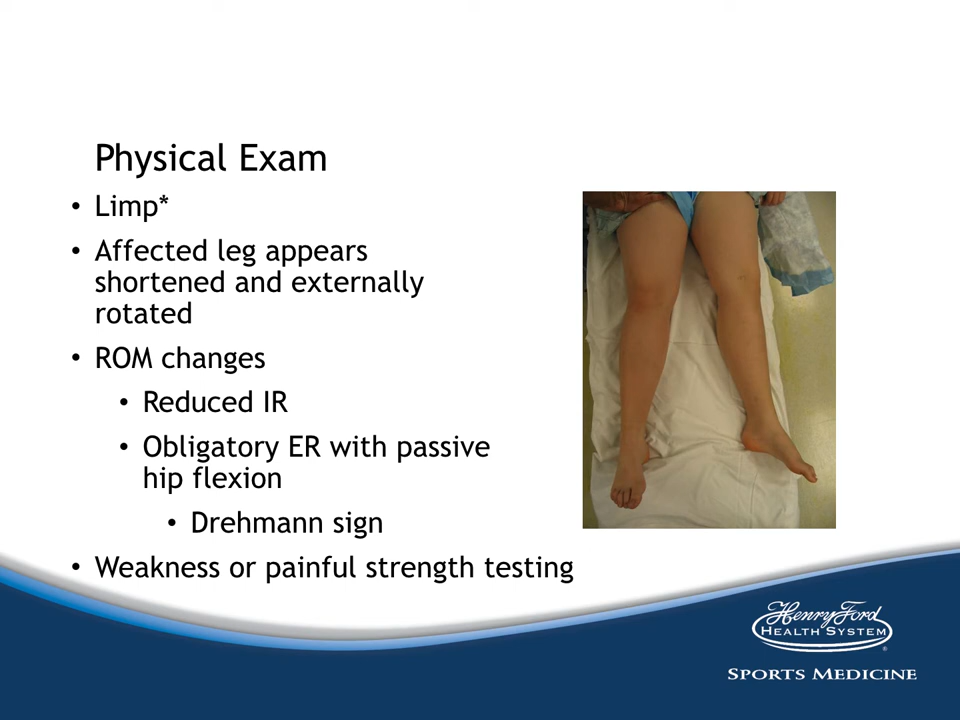 Physical Exam
• Limp*
• Affected leg appears
shortened and externally
rotated
• ROM changes
• Reduced IR
• Obligatory ER with passive
hip flexion
• Drehmann sign
• Weakness or painful strength testing
Henry Ford
HEALTH SYSTEM
®
SPORTS MEDICINE